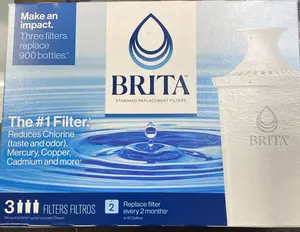 Make an
impact.
Three filters
replace
900 bottles.*
BRITA®
STANDARD REPLACEMENT FILTERS
The #1 Filter.
Reduces Chlorine
(taste and odor),
Mercury, Copper,
Cadmium and more
BRITA
3 FILTERS FILTROS
2
Replace filter
every 2 months